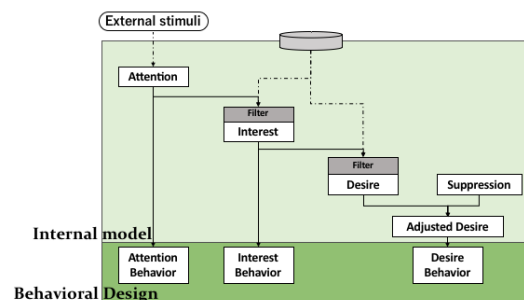 External stimuli
Attention
Filter
Interest
Filter
Desire
Suppression
Adjusted Desire
Internal model
Attention
Behavior
Interest
Behavior
Desire
Behavior
Behavioral Design